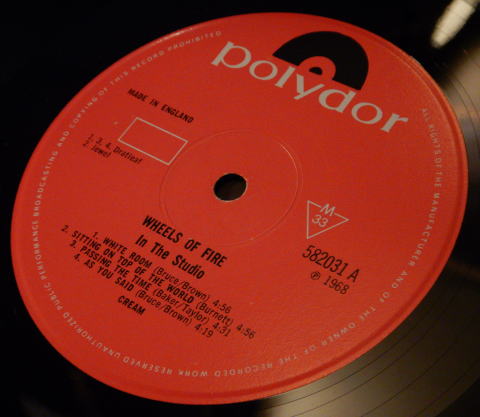 polydor
MADE IN ENGLAND
1, 3, 4, Dratleaf
2, Jewel
M
33
582031 A
℗ 1968
WHEELS OF FIRE
In The Studio
1. WHITE ROOM (Bruce/Brown) 4:56
2. SITTING ON TOP OF THE WORLD (Burnett) 4:56
3. PASSING THE TIME (Baker/Taylor) 4:31
4. AS YOU SAID (Bruce/Brown) 4:19
CREAM
ALL RIGHTS OF THE MANUFACTURER AND OF THE OWNER OF THE RECORDED WORK RESERVED UNAUTHORIZED PUBLIC PERFORMANCE BROADCASTING AND COPYING OF THIS RECORD PROHIBITED